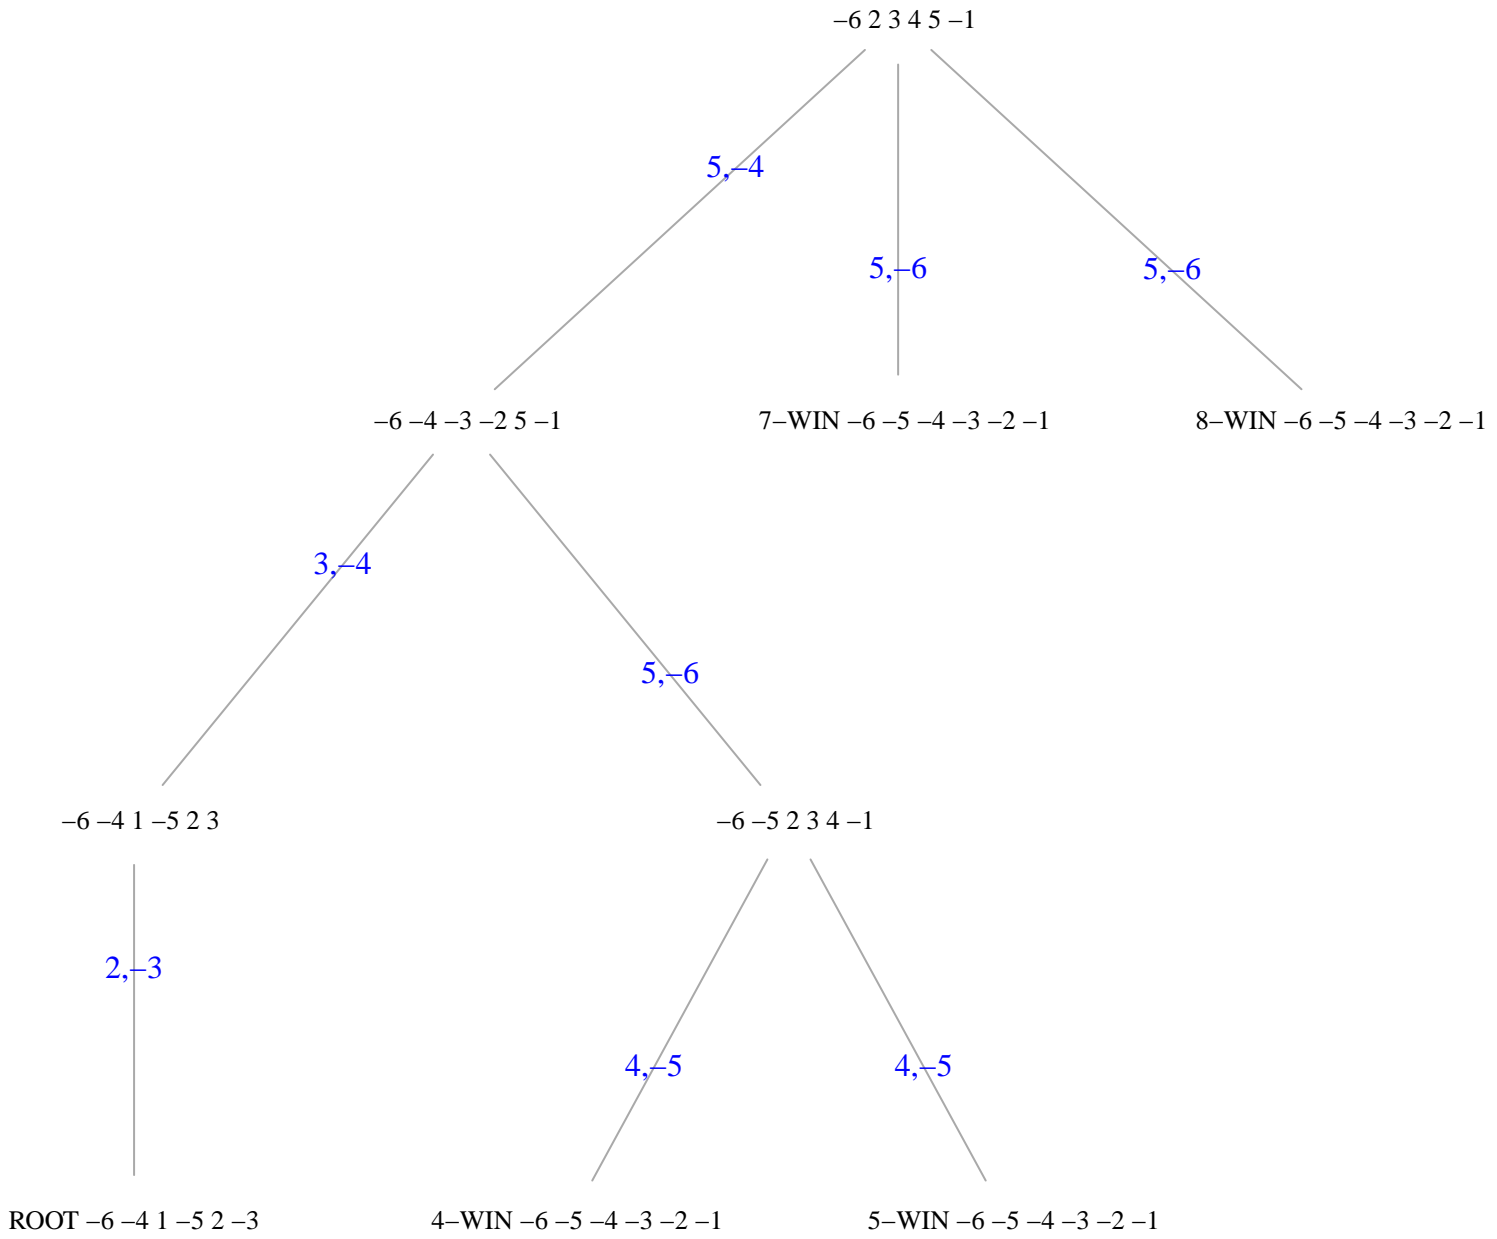 –6 2 3 4 5 –1
5,–4
5,–6
5,–6
–6 –4 –3 –2 5 –1
7–WIN –6 –5 –4 –3 –2 –1
8–WIN –6 –5 –4 –3 –2 –1
3,–4
5,–6
–6 –4 1 –5 2 3
–6 –5 2 3 4 –1
2,–3
4,–5
4,–5
ROOT –6 –4 1 –5 2 –3
4–WIN –6 –5 –4 –3 –2 –1
5–WIN –6 –5 –4 –3 –2 –1